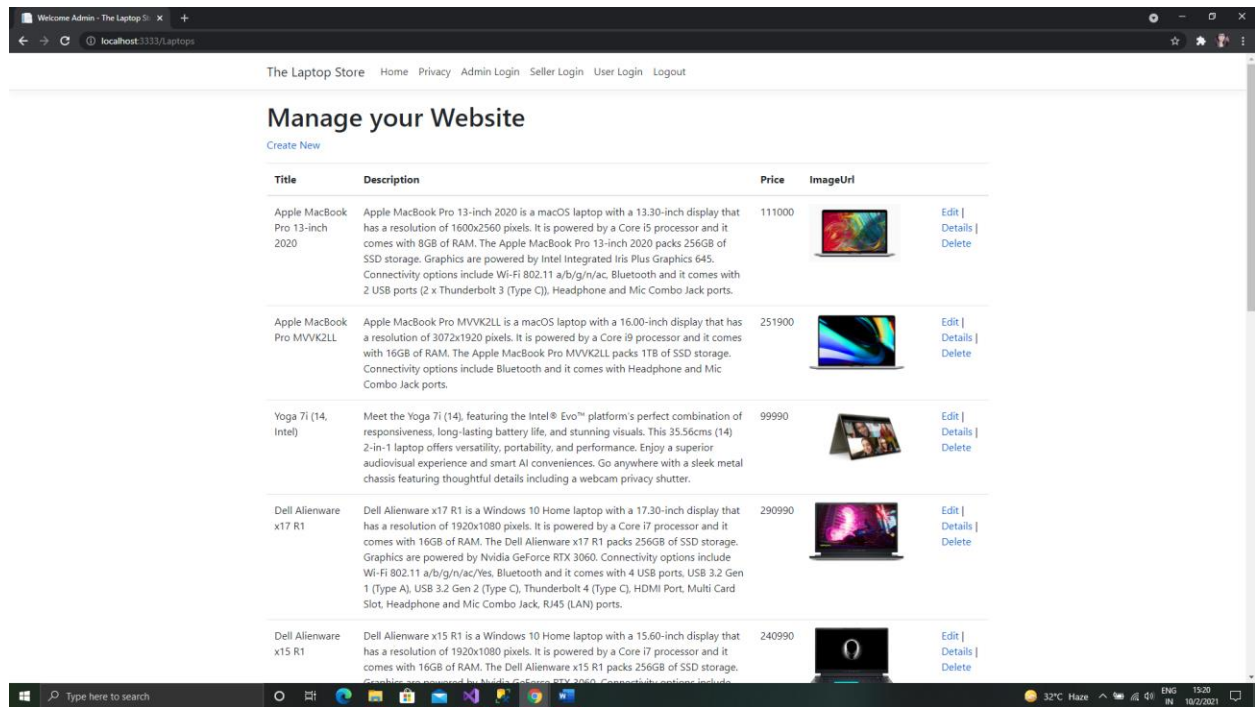 Welcome Admin - The Laptop St
localhost:3333/Laptops
The Laptop Store Home Privacy Admin Login Seller Login User Login Logout
Manage your Website
Create New
Title Description Price ImageUrl
Apple MacBook Pro 13-inch 2020
Apple MacBook Pro 13-inch 2020 is a macOS laptop with a 13.30-inch display that
has a resolution of 1600x2560 pixels. It is powered by a Core i5 processor and it
comes with 8GB of RAM. The Apple MacBook Pro 13-inch 2020 packs 256GB of
SSD storage. Graphics are powered by Intel Integrated Iris Plus Graphics 645.
Connectivity options include Wi-Fi 802.11 a/b/g/n/ac, Bluetooth and it comes with
2 USB ports (2 x Thunderbolt 3 (Type C)), Headphone and Mic Combo Jack ports.
111000
Edit |
Details |
Delete
Apple MacBook
Pro MVVK2LL
Apple MacBook Pro MVVK2LL is a macOS laptop with a 16.00-inch display that has
a resolution of 3072x1920 pixels. It is powered by a Core i9 processor and it comes
with 16GB of RAM. The Apple MacBook Pro MVVK2LL packs 1TB of SSD storage.
Connectivity options include Bluetooth and it comes with Headphone and Mic
Combo Jack ports.
251900
Edit |
Details |
Delete
Yoga 7i (14,
Intel)
Meet the Yoga 7i (14), featuring the Intel® Evo™ platform's perfect combination of
responsiveness, long-lasting battery life, and stunning visuals. This 35.56cms (14)
2-in-1 laptop offers versatility, portability, and performance. Enjoy a superior
audiovisual experience and smart AI conveniences. Go anywhere with a sleek metal
chassis featuring thoughtful details including a webcam privacy shutter.
99990
Edit |
Details |
Delete
Dell Alienware
x17 R1
Dell Alienware x17 R1 is a Windows 10 Home laptop with a 17.30-inch display that
has a resolution of 1920x1080 pixels. It is powered by a Core i7 processor and it
comes with 16GB of RAM. The Dell Alienware x17 R1 packs 256GB of SSD storage.
Graphics are powered by Nvidia GeForce RTX 3060. Connectivity options include
Wi-Fi 802.11 a/b/g/n/ac/Yes, Bluetooth and it comes with 4 USB ports, USB 3.2 Gen
1 (Type A), USB 3.2 Gen 2 (Type C), Thunderbolt 4 (Type C), HDMI Port, Multi Card
Slot, Headphone and Mic Combo Jack, RJ45 (LAN) ports.
290990
Edit |
Details |
Delete
Dell Alienware
x15 R1
Dell Alienware x15 R1 is a Windows 10 Home laptop with a 15.60-inch display that
has a resolution of 1920x1080 pixels. It is powered by a Core i7 processor and it
comes with 16GB of RAM. The Dell Alienware x15 R1 packs 256GB of SSD storage.
Graphics are powered by Nvidia GeForce RTX 3060. Connectivity options include
240990
Edit |
Details |
Delete
Type here to search
32°C Haze
ENG
IN
15:20
10/2/2021